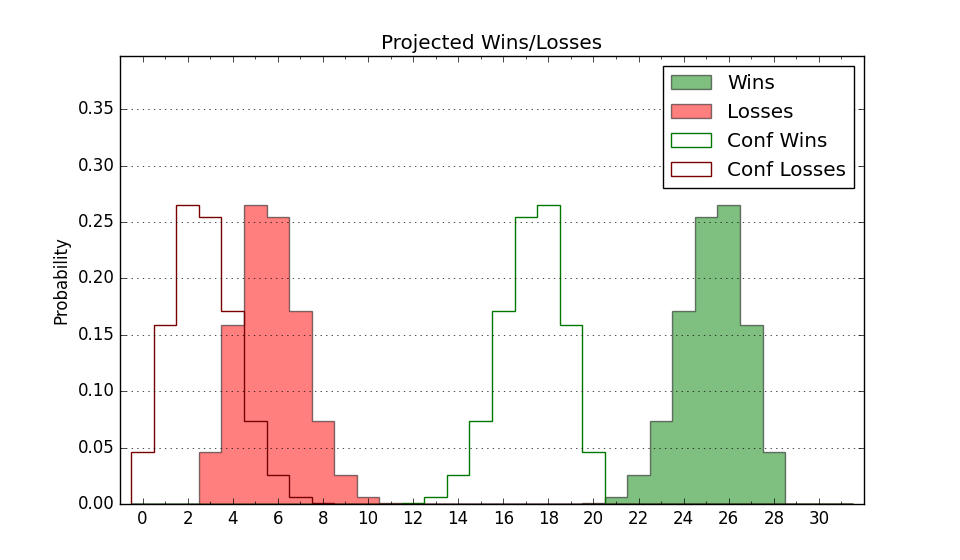 Projected Wins/Losses
Wins
Losses
Conf Wins
Conf Losses
Probability
0.35
0.30
0.25
0.20
0.15
0.10
0.05
0.00
0 2 4 6 8 10 12 14 16 18 20 22 24 26 28 30